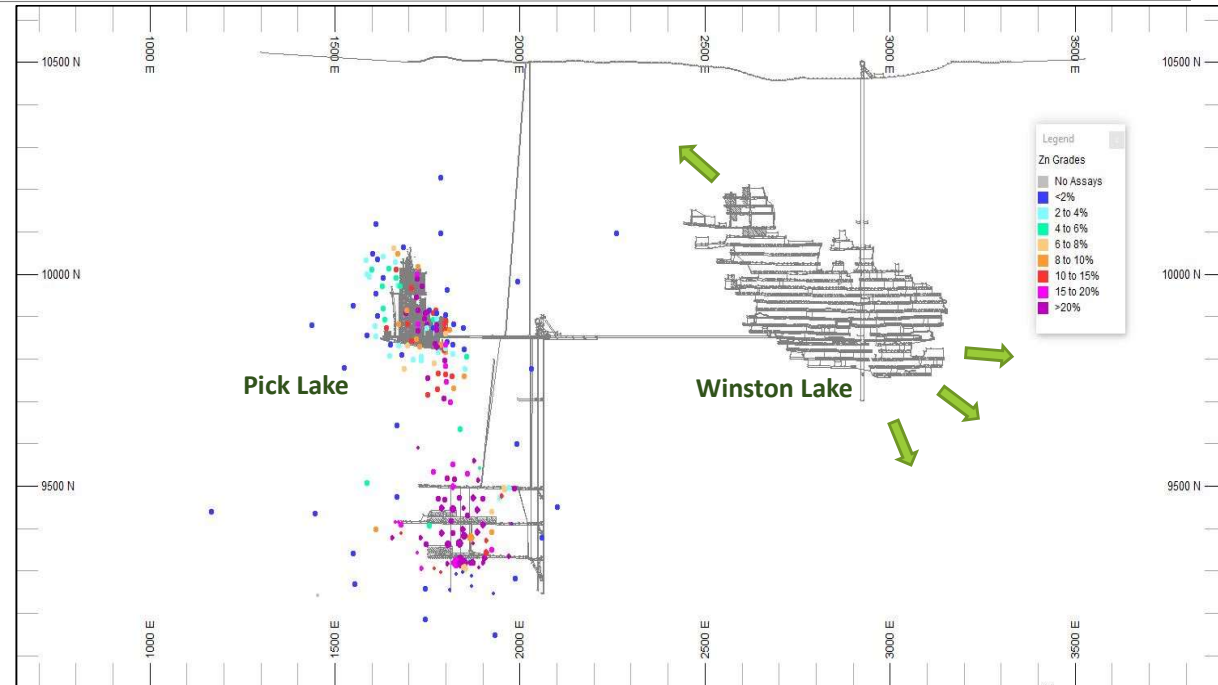 1000 E
1500 E
2000 E
2500 E
3000 E
3500 E
10500 N
10500 N
Legend
Zn Grades
No Assays
<2%
2 to 4%
4 to 6%
6 to 8%
8 to 10%
10 to 15%
15 to 20%
>20%
10000 N
10000 N
Pick Lake
Winston Lake
9500 N
9500 N
1000 E
1500 E
2000 E
2500 E
3000 E
3500 E